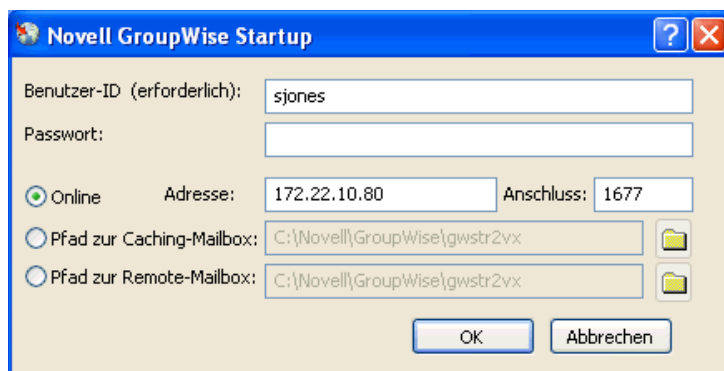 Novell GroupWise Startup
Benutzer-ID (erforderlich): sjones
Passwort:
Online Adresse: 172.22.10.80 Anschluss: 1677
Pfad zur Caching-Mailbox: C:\Novell\GroupWise\gwstr2vx
Pfad zur Remote-Mailbox: C:\Novell\GroupWise\gwstr2vx
OK Abbrechen